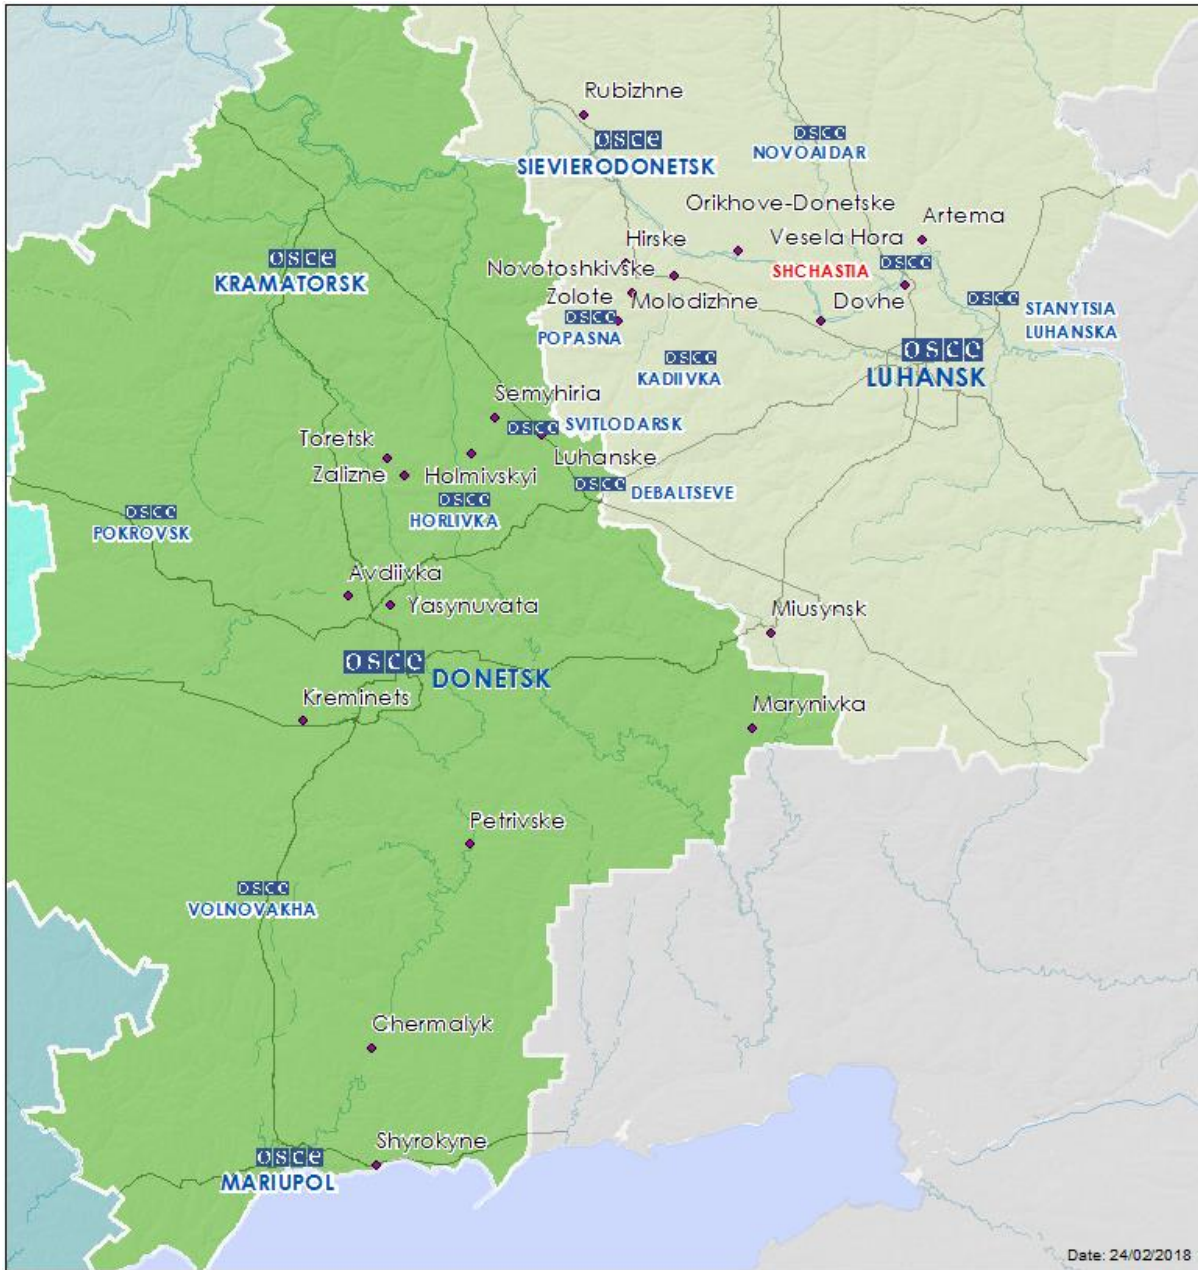 Rubizhne
OSCE
SIEVIERODONETSK
OSCE
NOVOAIDAR
Orikhove-Donetske
Artema
Hirske
Vesela Hora
OSCE
KRAMATORSK
Novotoshkivske
SHCHASTIA
OSCE
Zolote
Molodizhne
Dovhe
OSCE
STANYTSIA
LUHANSKA
OSCE
POPASNA
OSCE
KADIIVKA
OSCE
LUHANSK
Semyhiria
OSCE
SVITLODARSK
Toretsk
Luhanske
Zalizne
Holmivskyi
OSCE
DEBALTSEVE
OSCE
HORLIVKA
OSCE
POKROVSK
Avdiivka
Yasynuvata
Miusynsk
OSCE
DONETSK
Kreminets
Marynivka
Petrivske
OSCE
VOLNOVAKHA
Chermalyk
Shyrokyne
OSCE
MARIUPOL
Date: 24/02/2018